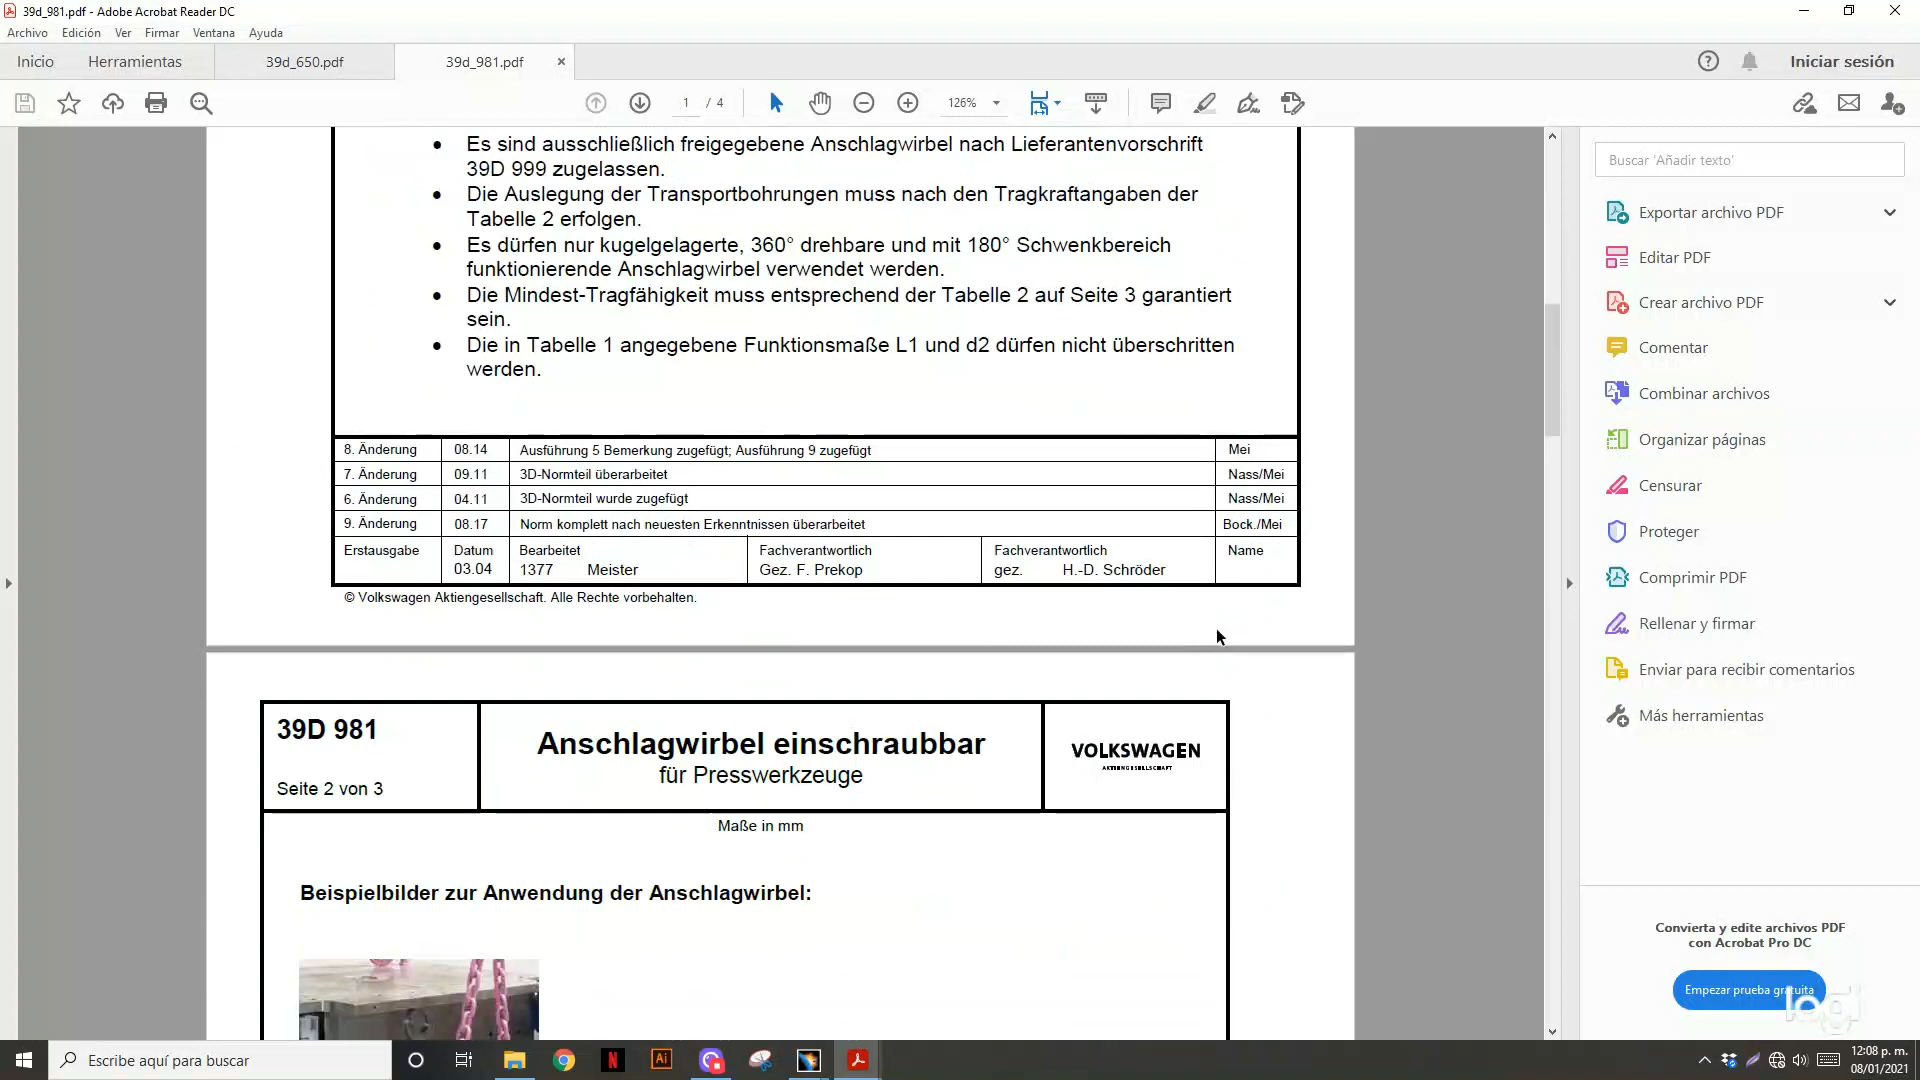 39d_981.pdf - Adobe Acrobat Reader DC
Archivo Edición Ver Firmar Ventana Ayuda
Inicio Herramientas 39d_650.pdf 39d_981.pdf × Iniciar sesión
1 / 4 126%
Es sind ausschließlich freigegebene Anschlagwirbel nach Lieferantenvorschrift
39D 999 zugelassen.
Die Auslegung der Transportbohrungen muss nach den Tragkraftangaben der
Tabelle 2 erfolgen.
Es dürfen nur kugelgelagerte, 360° drehbare und mit 180° Schwenkbereich
funktionierende Anschlagwirbel verwendet werden.
Die Mindest-Tragfähigkeit muss entsprechend der Tabelle 2 auf Seite 3 garantiert
sein.
Die in Tabelle 1 angegebene Funktionsmaße L1 und d2 dürfen nicht überschritten
werden.
8. Änderung 08.14 Ausführung 5 Bemerkung zugefügt; Ausführung 9 zugefügt Mei
7. Änderung 09.11 3D-Normteil überarbeitet Nass/Mei
6. Änderung 04.11 3D-Normteil wurde zugefügt Nass/Mei
9. Änderung 08.17 Norm komplett nach neuesten Erkenntnissen überarbeitet Bock./Mei
Erstausgabe Datum Bearbeitet Fachverantwortlich Fachverantwortlich Name
03.04 1377 Meister Gez. F. Prekop gez. H.-D. Schröder
© Volkswagen Aktiengesellschaft. Alle Rechte vorbehalten.
39D 981
Seite 2 von 3
Anschlagwirbel einschraubbar
für Presswerkzeuge
VOLKSWAGEN
AKTIENGESELLSCHAFT
Maße in mm
Beispielbilder zur Anwendung der Anschlagwirbel:
Buscar 'Añadir texto'
Exportar archivo PDF
Editar PDF
Crear archivo PDF
Comentar
Combinar archivos
Organizar páginas
Censurar
Proteger
Comprimir PDF
Rellenar y firmar
Enviar para recibir comentarios
Más herramientas
Convierta y edite archivos PDF
con Acrobat Pro DC
Empezar prueba gratuita
logi
Escribe aquí para buscar
N
Ai
12:08 p. m.
08/01/2021